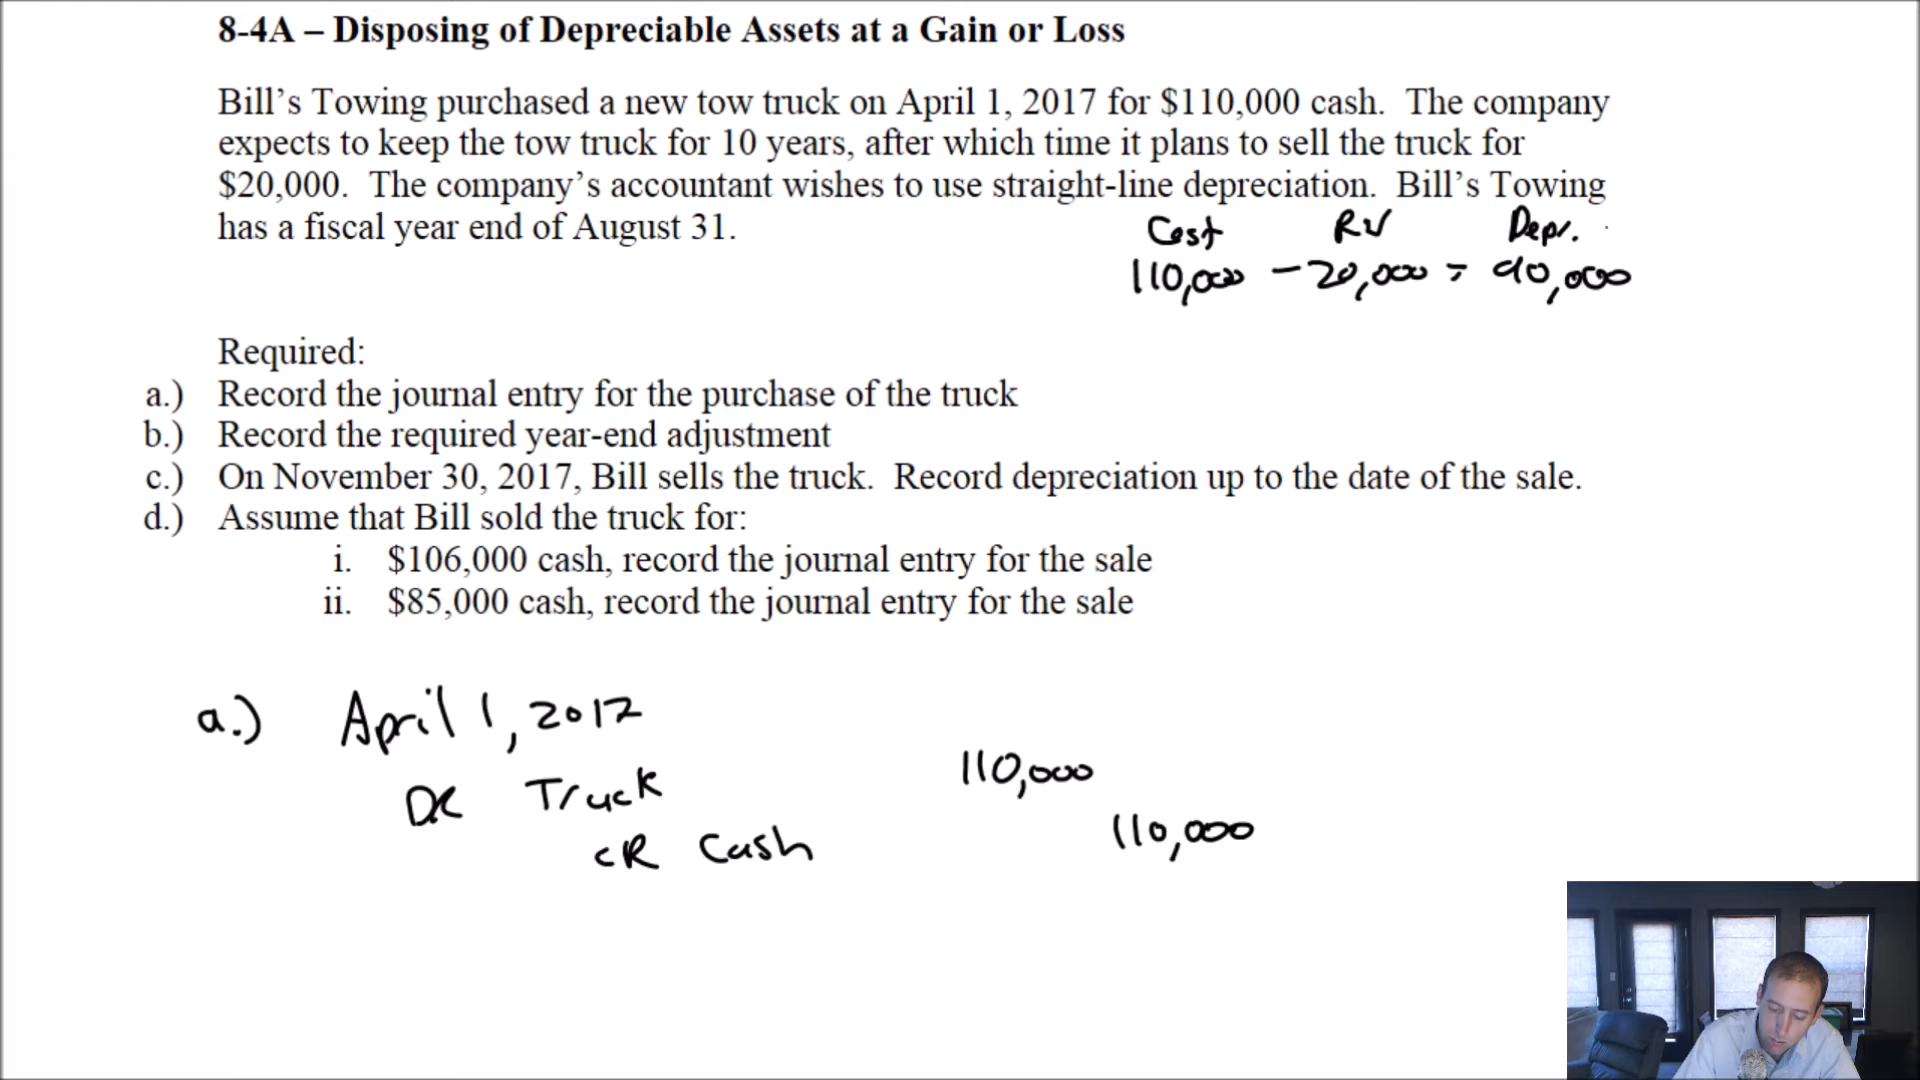 8-4A – Disposing of Depreciable Assets at a Gain or Loss
Bill’s Towing purchased a new tow truck on April 1, 2017 for $110,000 cash.  The company
expects to keep the tow truck for 10 years, after which time it plans to sell the truck for
$20,000.  The company’s accountant wishes to use straight-line depreciation.  Bill’s Towing
has a fiscal year end of August 31.
Cost RV Depr.
110,000 - 20,000 = 90,000
Required:
a.) Record the journal entry for the purchase of the truck
b.) Record the required year-end adjustment
c.) On November 30, 2017, Bill sells the truck.  Record depreciation up to the date of the sale.
d.) Assume that Bill sold the truck for:
i. $106,000 cash, record the journal entry for the sale
ii. $85,000 cash, record the journal entry for the sale
a.) April 1, 2017
DR Truck 110,000
CR Cash 110,000